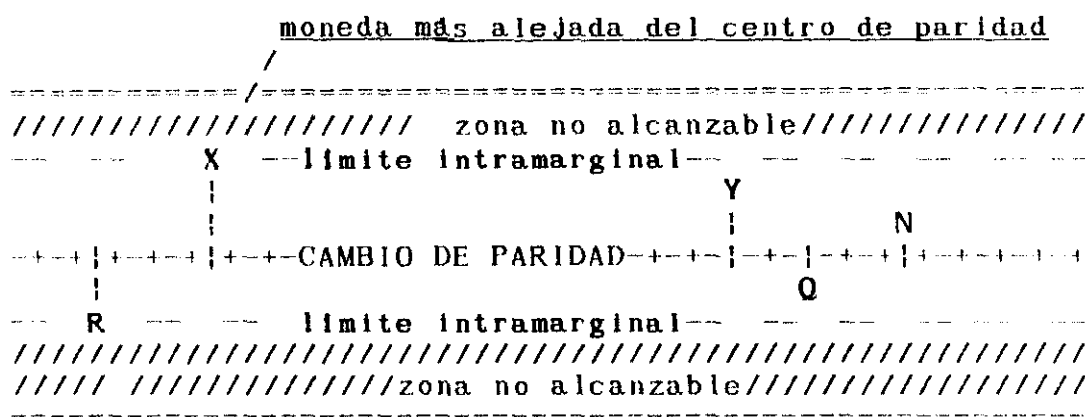 moneda más alejada del centro de paridad
/
====================/==================================================
///////////////////// zona no alcanzable///////////////
-- -- X --límite intramarginal-- -- -- -- --
Y
N
-+-+¦+-+-+¦+-+-CAMBIO DE PARIDAD-+-+-¦-+-¦-+-+¦+-+-+-+
Q
-- R -- -- límite intramarginal-- -- -- -- --
/////////////////////////////////////////////////////
///// /////////////zona no alcanzable///////////////